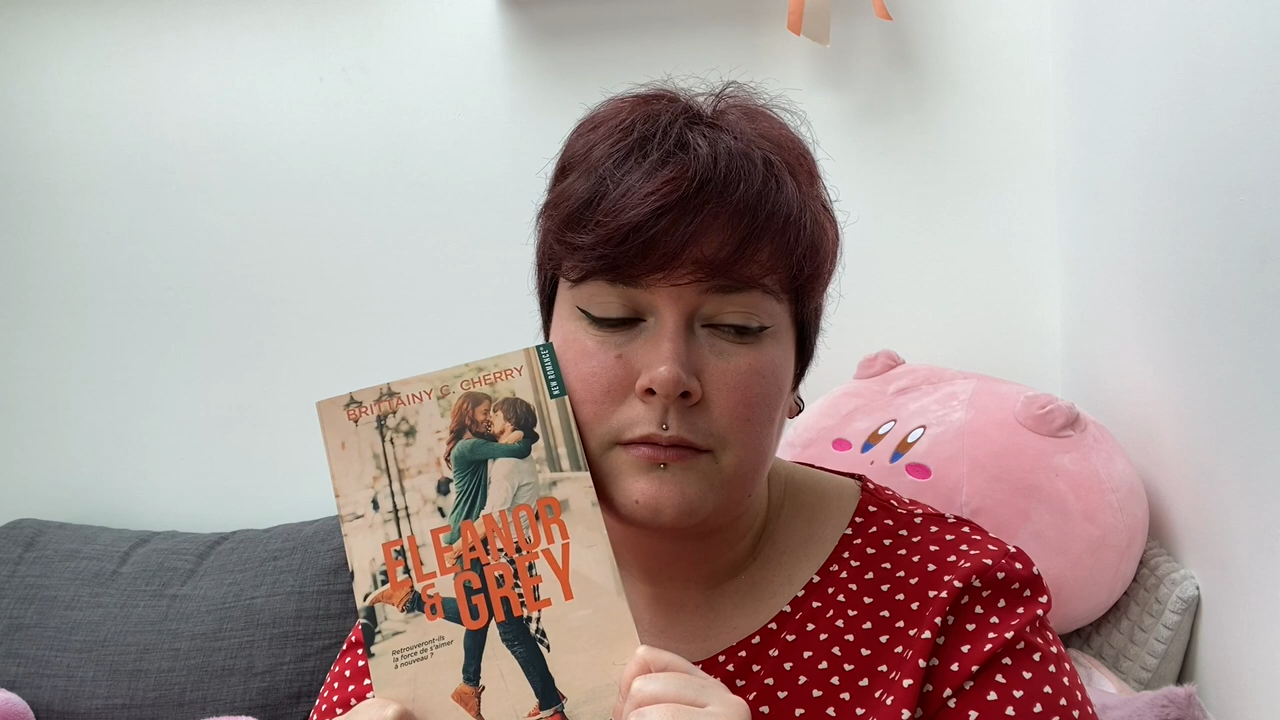 NEW ROMANCE®
BRITTAINY C. CHERRY
ELEANOR
& GREY
Retrouveront-ils
la force de s'aimer
à nouveau ?